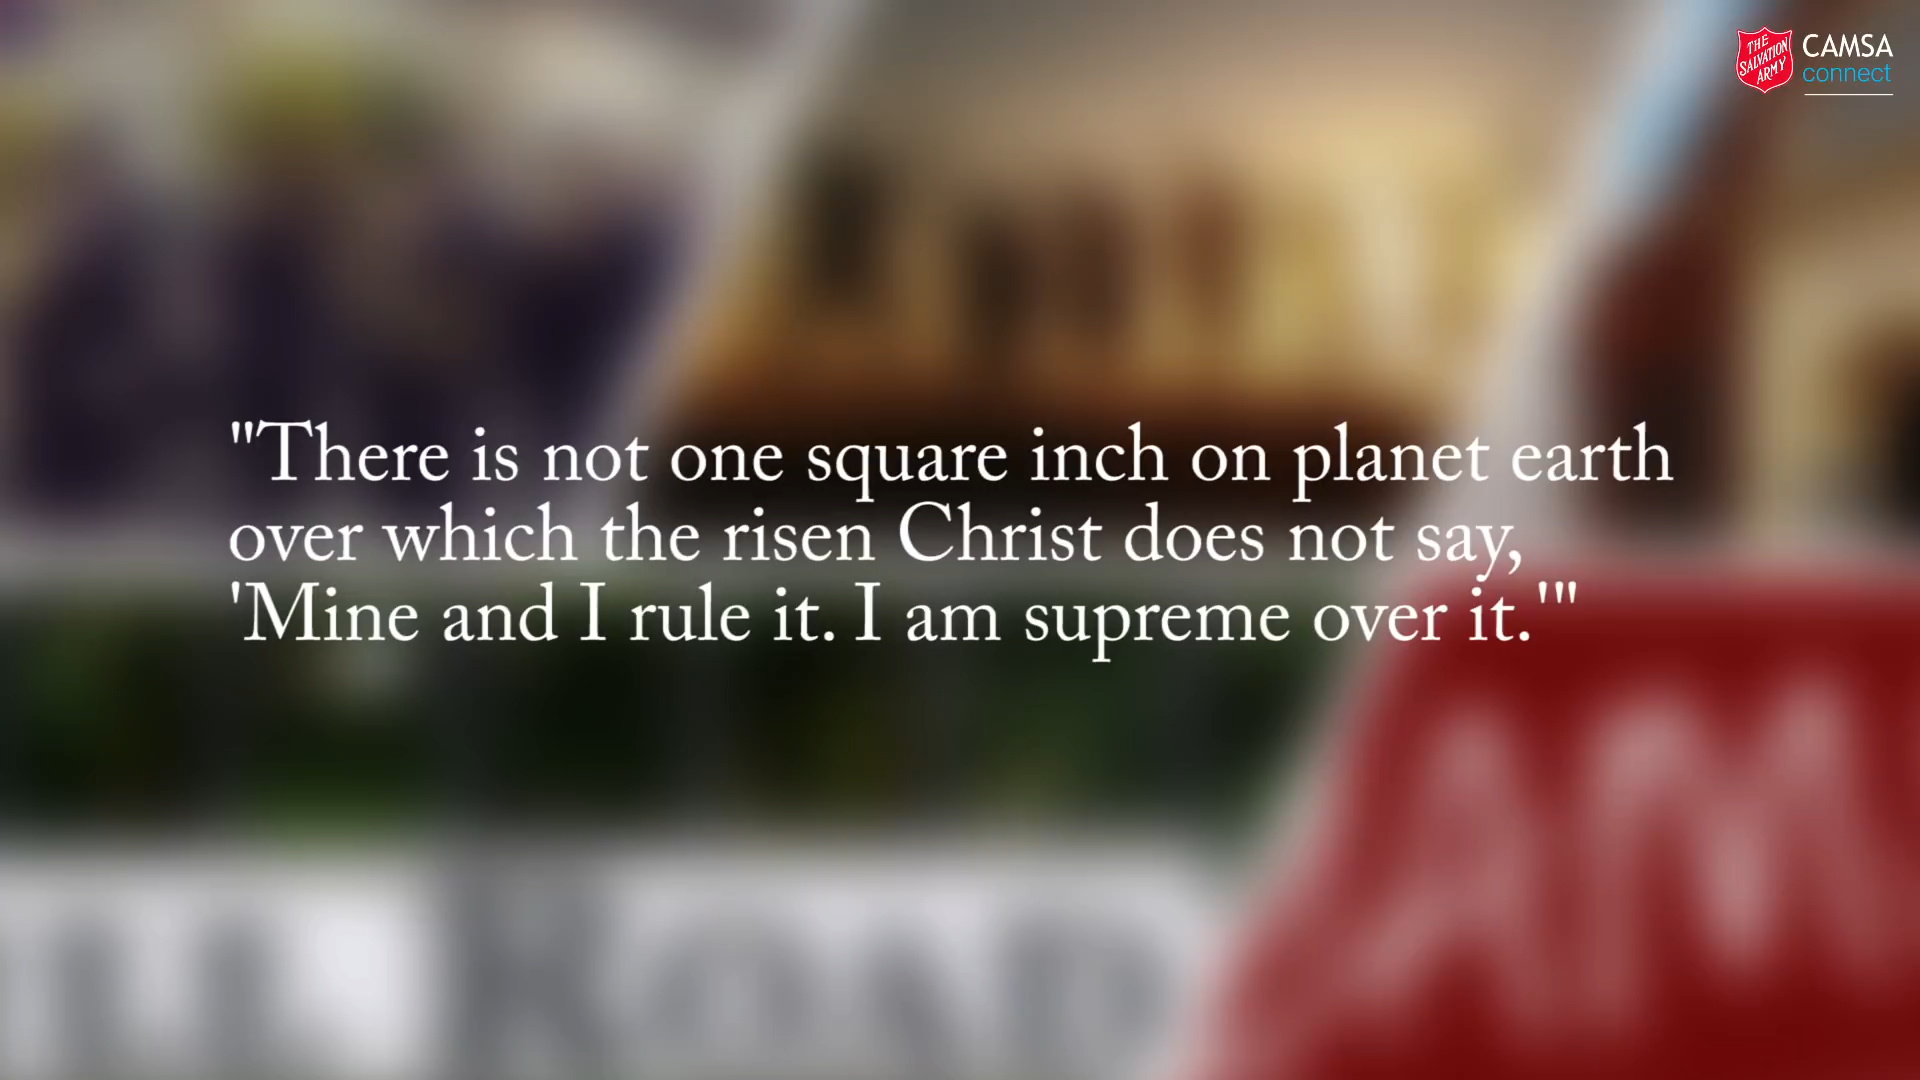 THE
SALVATION
ARMY
CAMSA
connect
"There is not one square inch on planet earth
over which the risen Christ does not say,
'Mine and I rule it. I am supreme over it.'"